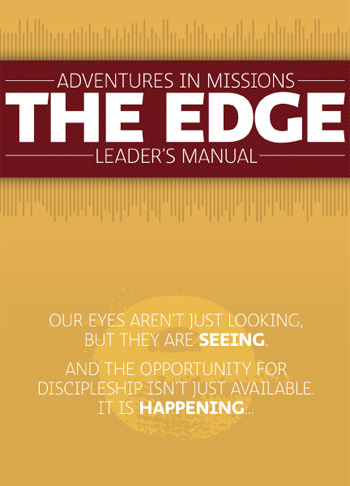 ADVENTURES IN MISSIONS
THE EDGE
LEADER'S MANUAL
OUR EYES AREN'T JUST LOOKING,
BUT THEY ARE SEEING.
AND THE OPPORTUNITY FOR
DISCIPLESHIP ISN'T JUST AVAILABLE.
IT IS HAPPENING...